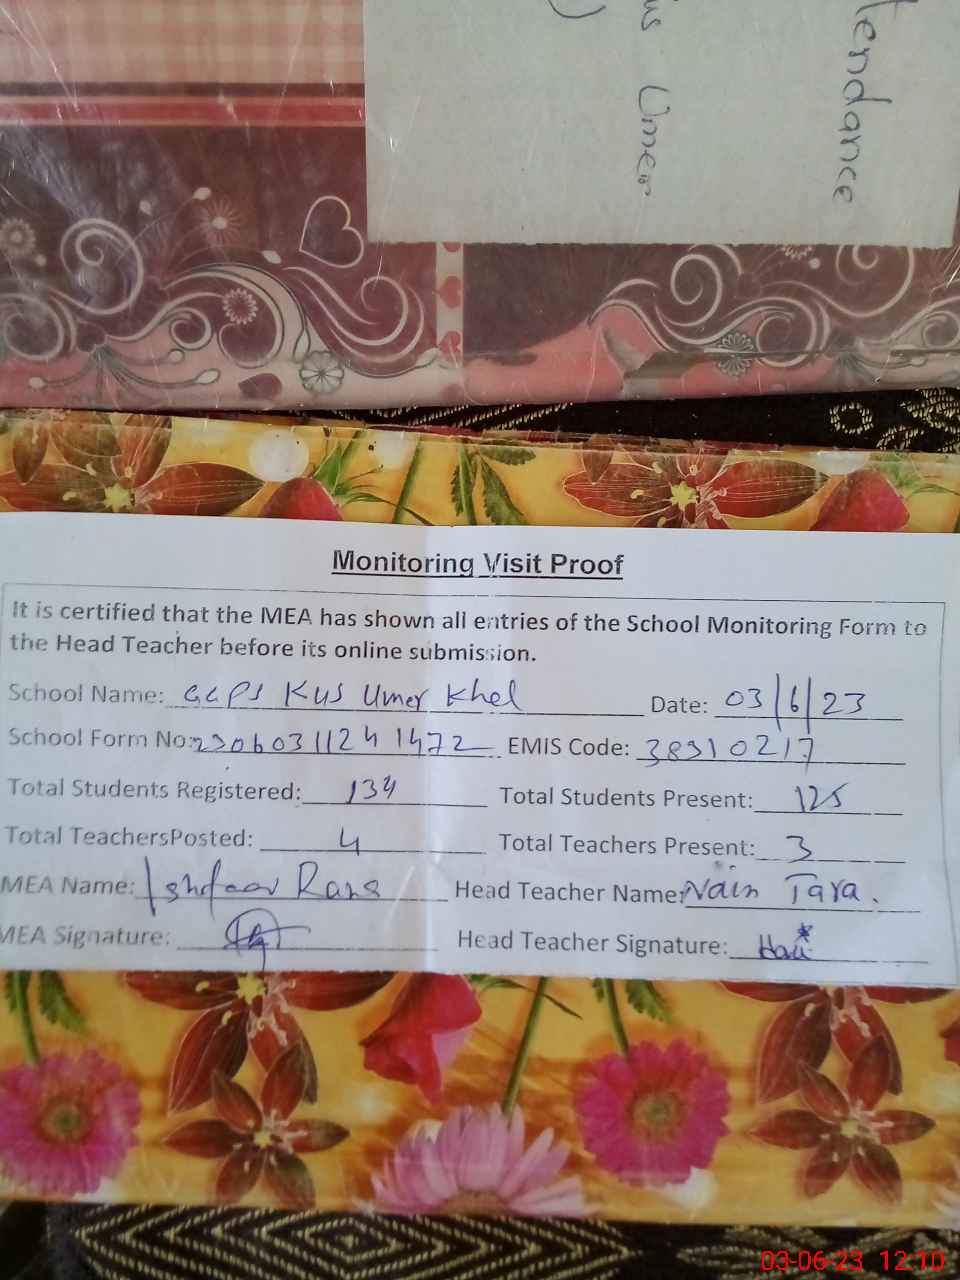 tendance
us Umer
)
Monitoring Visit Proof
It is certified that the MEA has shown all entries of the School Monitoring Form to
the Head Teacher before its online submission.
School Name: GGPS Kus Umer Khel Date: 03/6/23
School Form No: 23060311241472 EMIS Code: 38310217
Total Students Registered: 134 Total Students Present: 125
Total TeachersPosted: 4 Total Teachers Present: 3
MEA Name: Head Teacher Name: Nain Tara.
MEA Signature: Head Teacher Signature:
03-06-23 12:10